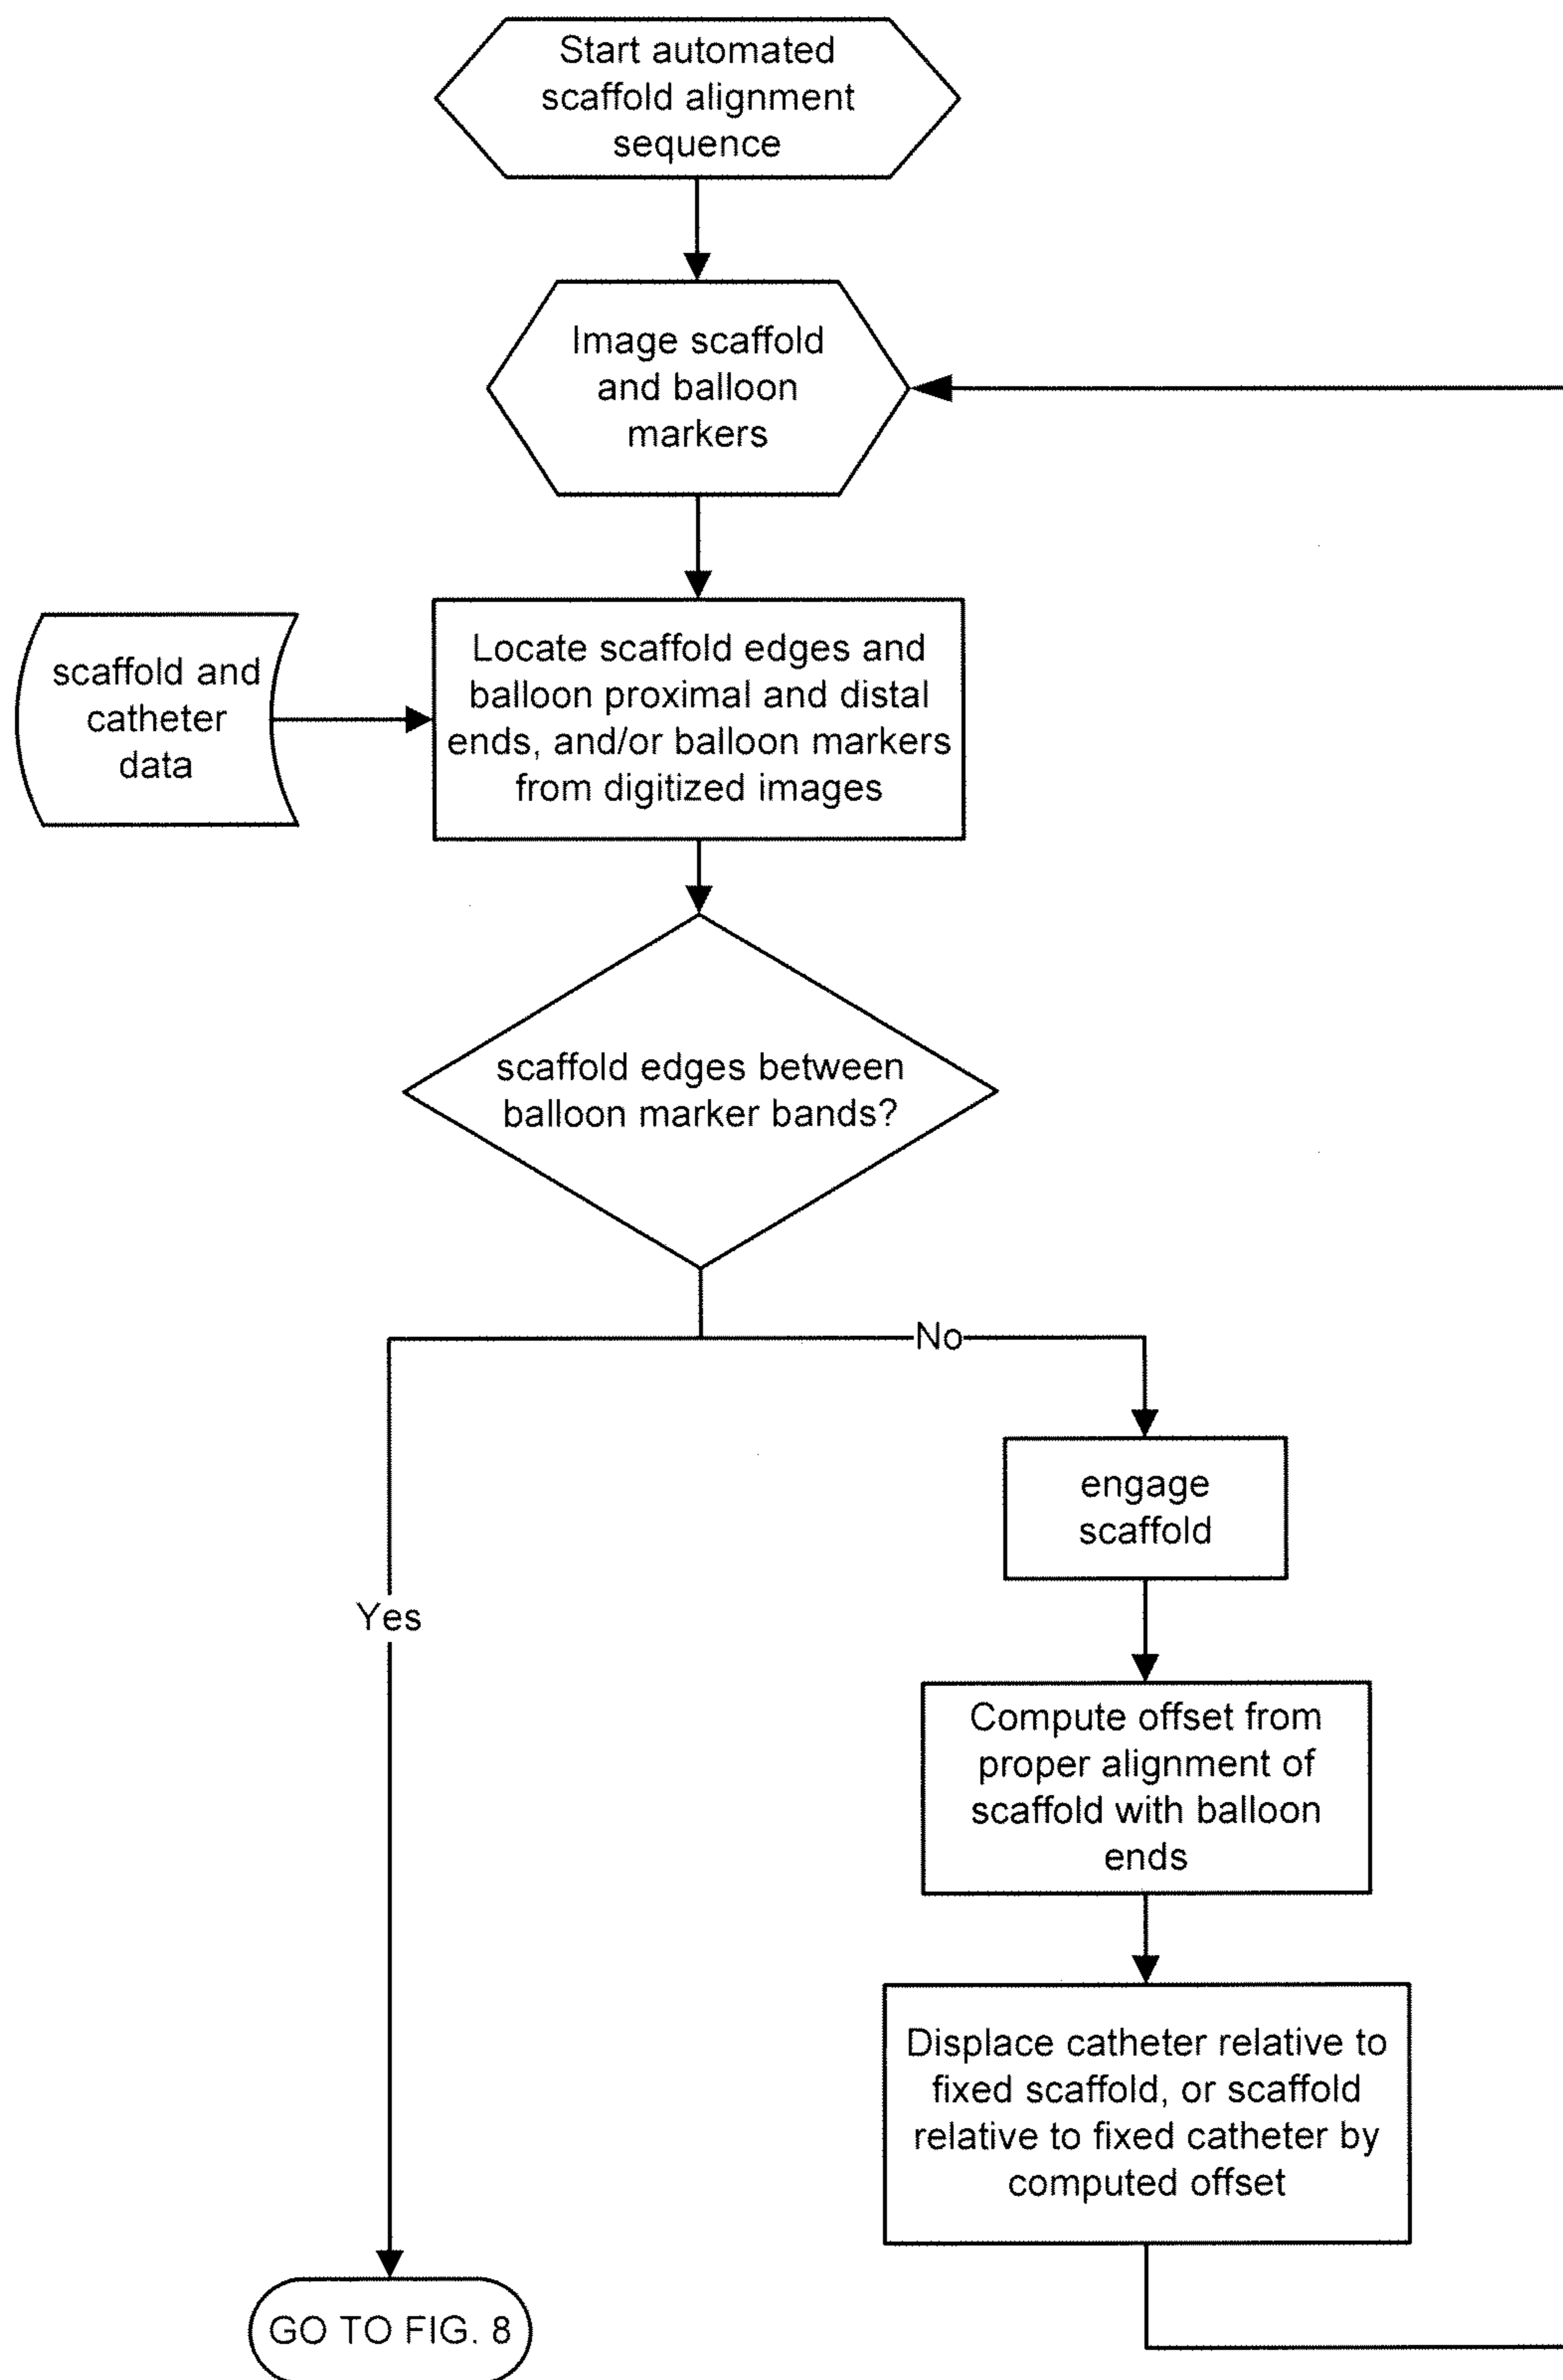 Start automated
scaffold alignment
sequence
Image scaffold
and balloon
markers
scaffold and
catheter
data
Locate scaffold edges and
balloon proximal and distal
ends, and/or balloon markers
from digitized images
scaffold edges between
balloon marker bands?
No
engage
scaffold
Yes
Compute offset from
proper alignment of
scaffold with balloon
ends
Displace catheter relative to
fixed scaffold, or scaffold
relative to fixed catheter by
computed offset
GO TO FIG. 8